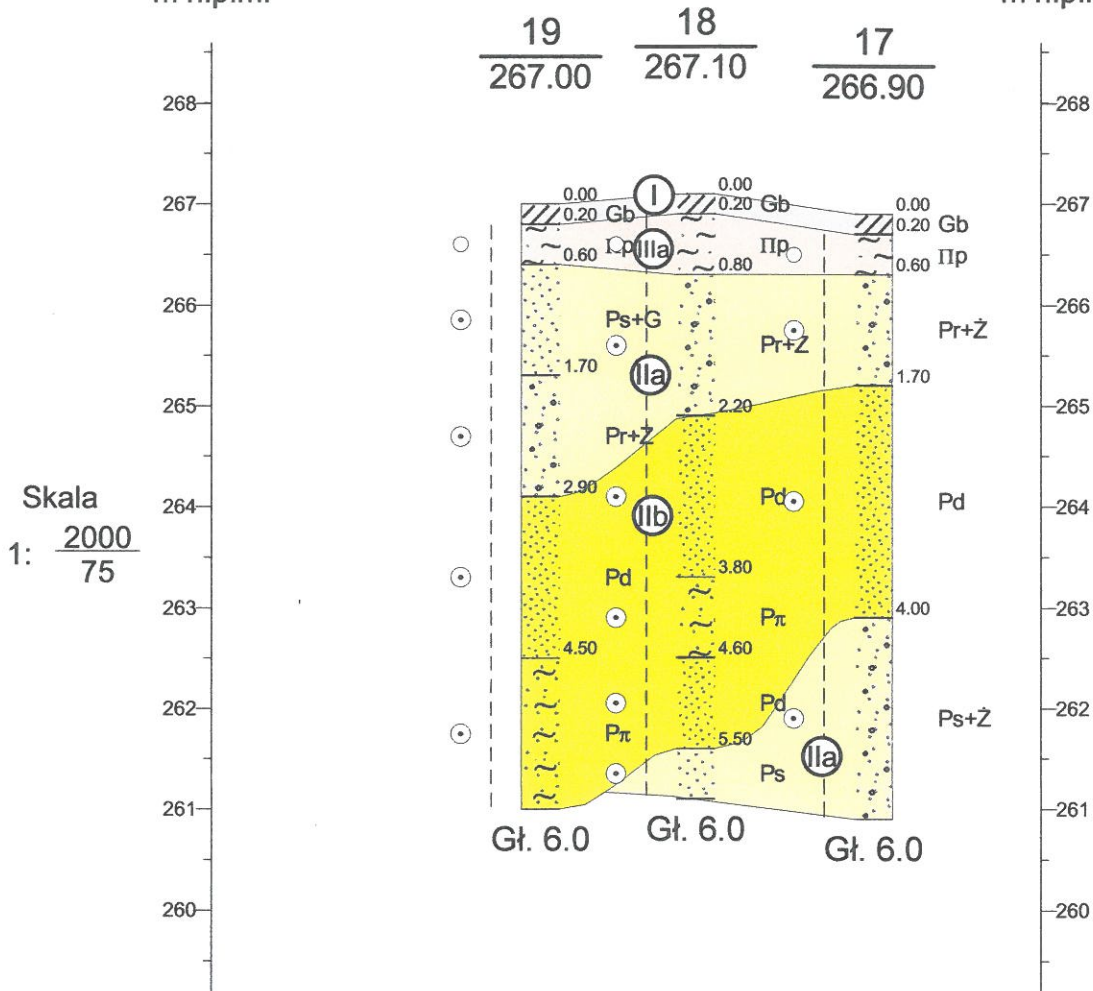 19
267.00
18
267.10
17
266.90
268
268
267
267
266
266
265
265
264
264
263
263
262
262
261
261
260
260
Skala
1: 2000
75
0.00
0.20 Gb
Πp
0.60
Ps+G
1.70
Pr+Ż
2.90
Pd
4.50
Pπ
Gł. 6.0
I
IIIa
IIa
IIb
0.00
0.20 Gb
Πp
0.80
Pr+Ż
2.20
Pd
3.80
Pπ
4.60
Pd
5.50
Ps
IIa
Gł. 6.0
0.00
0.20 Gb
Πp
0.60
Pr+Ż
1.70
Pd
4.00
Ps+Ż
Gł. 6.0